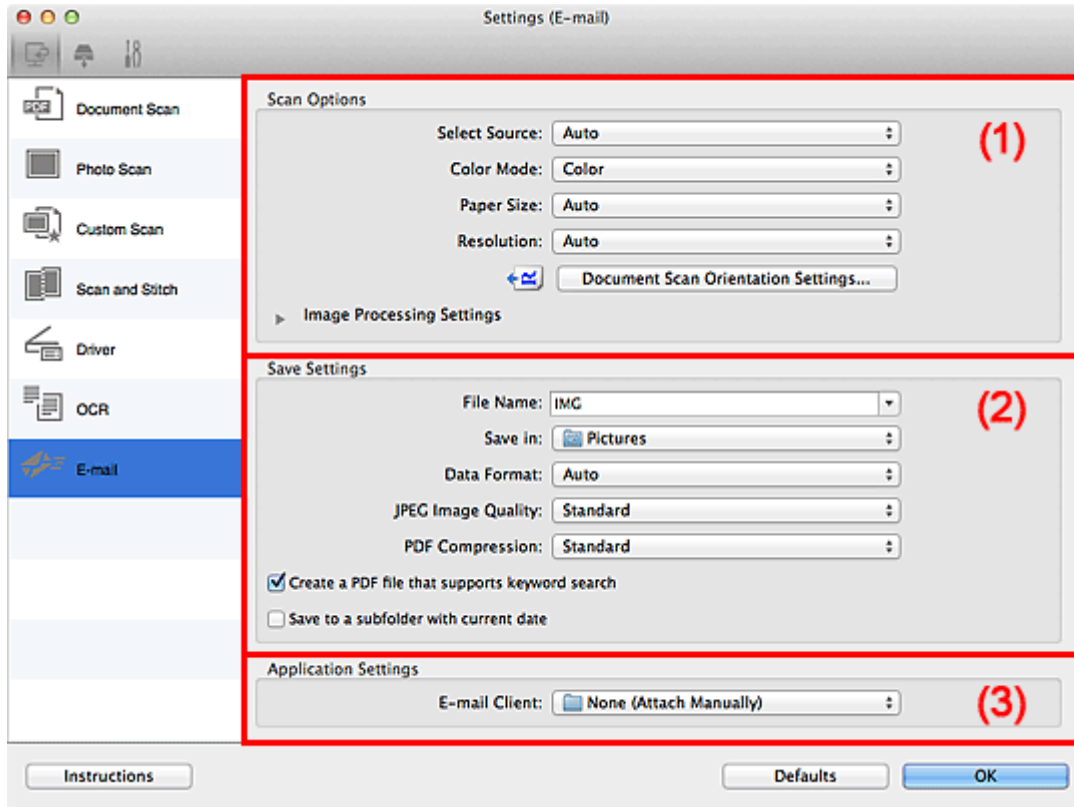 Settings (E-mail)
PDF
Document Scan
Photo Scan
Custom Scan
Scan and Stitch
Driver
OCR
E-mail
Scan Options
(1)
Select Source: Auto
Color Mode: Color
Paper Size: Auto
Resolution: Auto
Document Scan Orientation Settings...
Image Processing Settings
Save Settings
(2)
File Name: IMG
Save in: Pictures
Data Format: Auto
JPEG Image Quality: Standard
PDF Compression: Standard
Create a PDF file that supports keyword search
Save to a subfolder with current date
Application Settings
(3)
E-mail Client: None (Attach Manually)
Instructions
Defaults
OK